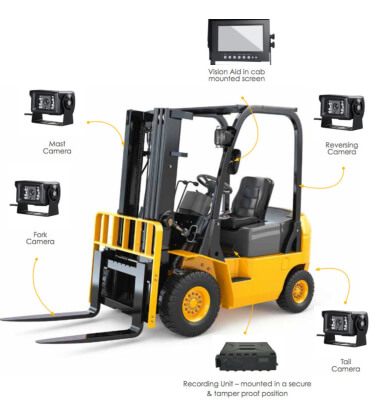 Vision Aid in cab
mounted screen
Mast
Camera
Reversing
Camera
Fork
Camera
Tail
Camera
Recording Unit – mounted in a secure
& tamper proof position